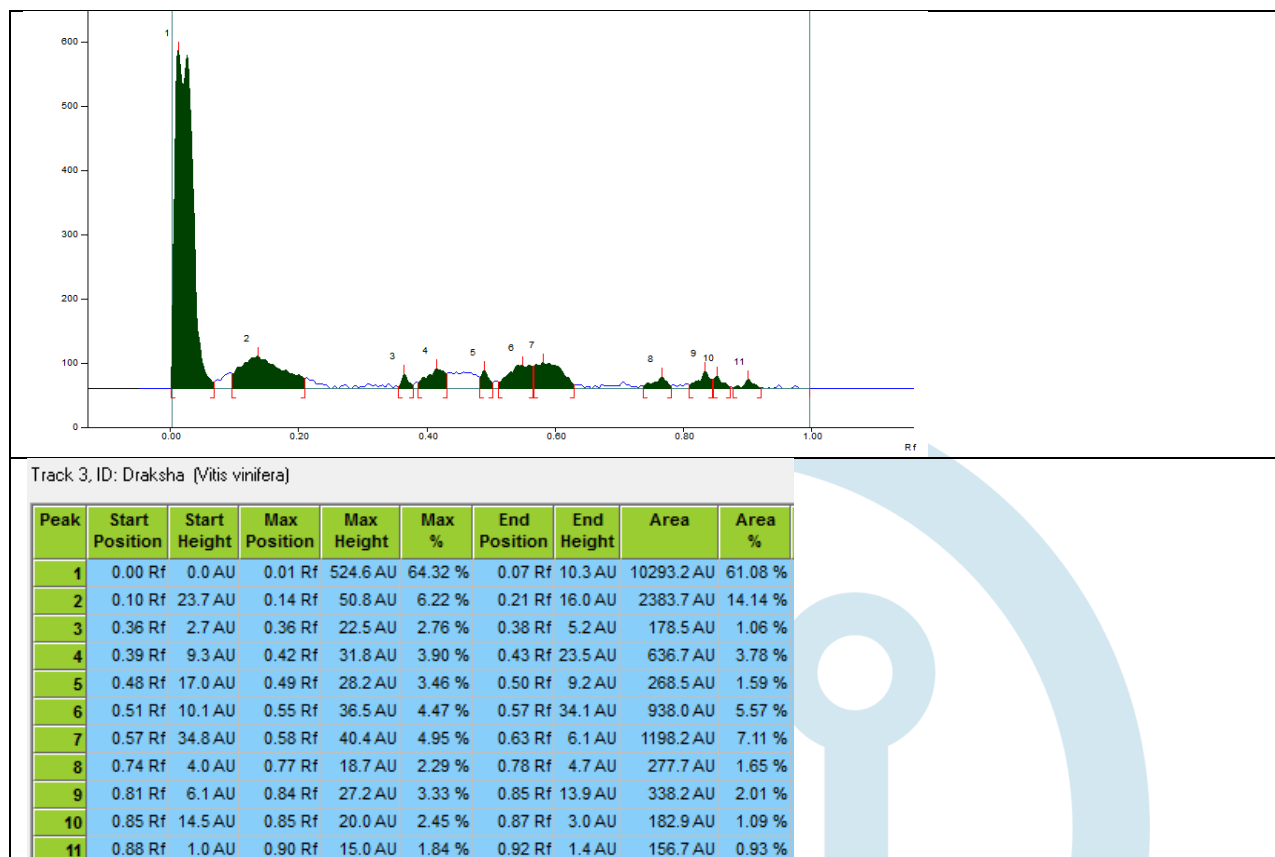 600
500
400
300
200
100
0
1
2
3
4
5
6
7
8
9
10
11
0.00 0.20 0.40 0.60 0.80 1.00
Rf
Track 3, ID: Draksha (Vitis vinifera)
Peak Start Position Start Height Max Position Max Height Max % End Position End Height Area Area %
1 0.00 Rf 0.0 AU 0.01 Rf 524.6 AU 64.32 % 0.07 Rf 10.3 AU 10293.2 AU 61.08 %
2 0.10 Rf 23.7 AU 0.14 Rf 50.8 AU 6.22 % 0.21 Rf 16.0 AU 2383.7 AU 14.14 %
3 0.36 Rf 2.7 AU 0.36 Rf 22.5 AU 2.76 % 0.38 Rf 5.2 AU 178.5 AU 1.06 %
4 0.39 Rf 9.3 AU 0.42 Rf 31.8 AU 3.90 % 0.43 Rf 23.5 AU 636.7 AU 3.78 %
5 0.48 Rf 17.0 AU 0.49 Rf 28.2 AU 3.46 % 0.50 Rf 9.2 AU 268.5 AU 1.59 %
6 0.51 Rf 10.1 AU 0.55 Rf 36.5 AU 4.47 % 0.57 Rf 34.1 AU 938.0 AU 5.57 %
7 0.57 Rf 34.8 AU 0.58 Rf 40.4 AU 4.95 % 0.63 Rf 6.1 AU 1198.2 AU 7.11 %
8 0.74 Rf 4.0 AU 0.77 Rf 18.7 AU 2.29 % 0.78 Rf 4.7 AU 277.7 AU 1.65 %
9 0.81 Rf 6.1 AU 0.84 Rf 27.2 AU 3.33 % 0.85 Rf 13.9 AU 338.2 AU 2.01 %
10 0.85 Rf 14.5 AU 0.85 Rf 20.0 AU 2.45 % 0.87 Rf 3.0 AU 182.9 AU 1.09 %
11 0.88 Rf 1.0 AU 0.90 Rf 15.0 AU 1.84 % 0.92 Rf 1.4 AU 156.7 AU 0.93 %